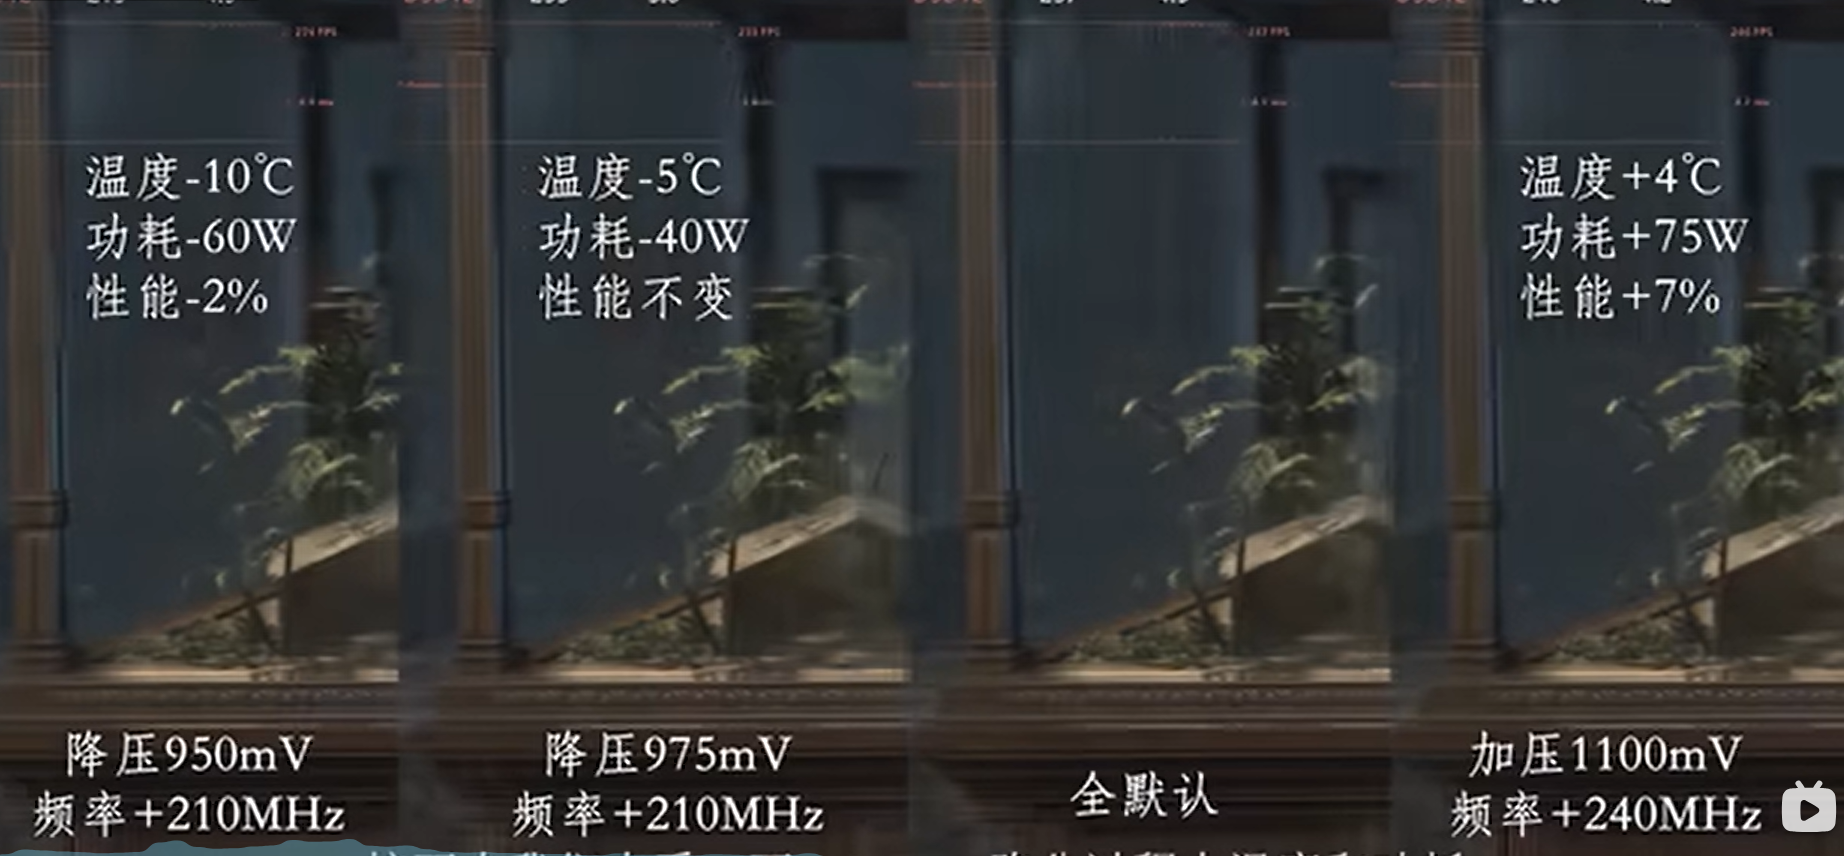 温度-10℃
功耗-60W
性能-2%
温度-5℃
功耗-40W
性能不变
温度+4℃
功耗+75W
性能+7%
降压950mV
频率+210MHz
降压975mV
频率+210MHz
全默认
加压1100mV
频率+240MHz